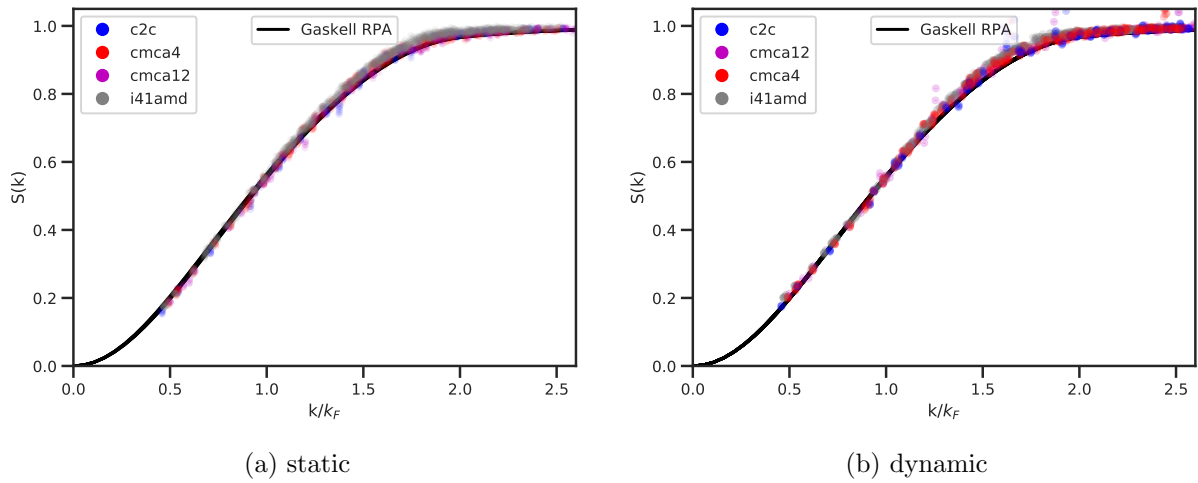 c2c
cmca4
cmca12
i41amd
Gaskell RPA
1.0
0.8
0.6
0.4
0.2
0.0
S(k)
0.0 0.5 1.0 1.5 2.0 2.5
k/k_F
(a) static
c2c
cmca12
cmca4
i41amd
Gaskell RPA
1.0
0.8
0.6
0.4
0.2
0.0
S(k)
0.0 0.5 1.0 1.5 2.0 2.5
k/k_F
(b) dynamic